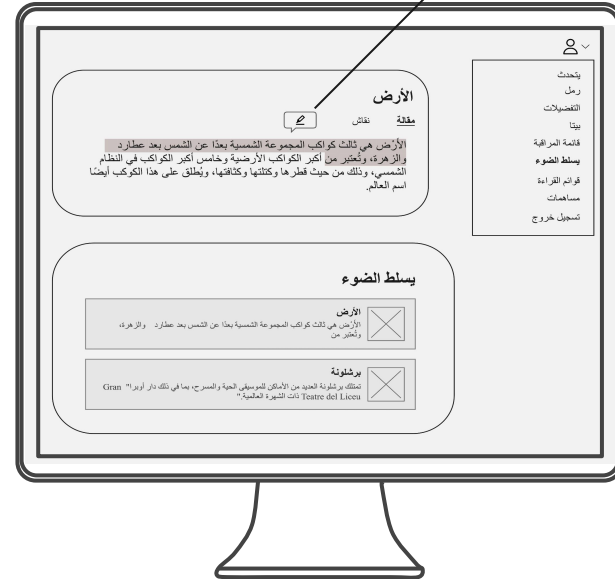 يتحدث
رمل
التفضيلات
بيتا
قائمة المراقبة
يسلط الضوء
قوائم القراءة
مساهمات
تسجيل خروج
الأرض
مقالة نقاش
الأرْض هي ثالث كواكب المجموعة الشمسية بعدًا عن الشمس بعد عطارد
والزهرة، وتُعتبر من أكبر الكواكب الأرضية وخامس أكبر الكواكب في النظام
الشمسي، وذلك من حيث قطرها وكتلتها وكثافتها، ويُطلق على هذا الكوكب أيضًا
اسم العالم.
يسلط الضوء
الأرض
الأرْض هي ثالث كواكب المجموعة الشمسية بعدًا عن الشمس بعد عطارد والزهرة،
وتُعتبر من
برشلونة
تمتلك برشلونة العديد من الأماكن للموسيقى الحية والمسرح، بما في ذلك دار أوبرا" Gran
Teatre del Liceu ذات الشهرة العالمية."